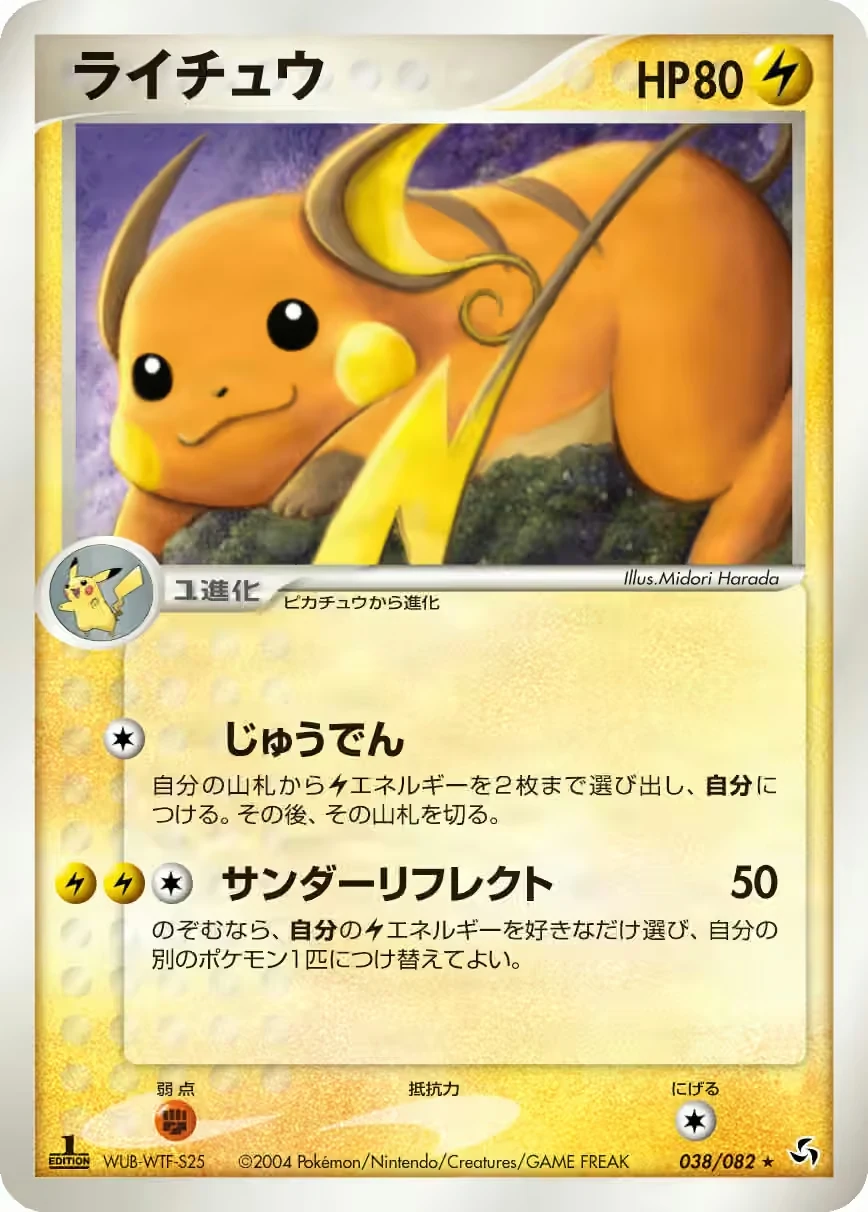 ライチュウ
HP80
Illus.Midori Harada
1進化
ピカチュウから進化
じゅうでん
自分の山札からエネルギーを2枚まで選び出し、自分に
つける。その後、その山札を切る。
サンダーリフレクト 50
のぞむなら、自分のエネルギーを好きなだけ選び、自分の
別のポケモン1匹につけ替えてよい。
弱点 抵抗力 にげる
1 EDITION WUB-WTF-S25 ©2004 Pokémon/Nintendo/Creatures/GAME FREAK 038/082 ★